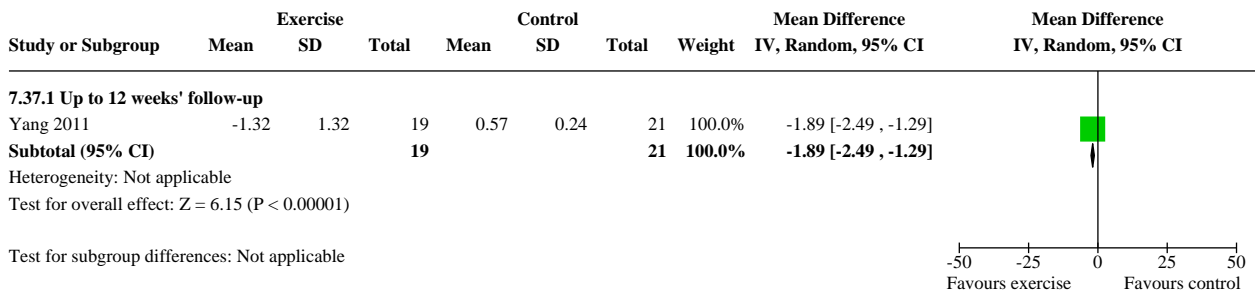 Exercise Control Mean Difference Mean Difference
Study or Subgroup Mean SD Total Mean SD Total Weight IV, Random, 95% CI IV, Random, 95% CI
7.37.1 Up to 12 weeks' follow-up
Yang 2011 -1.32 1.32 19 0.57 0.24 21 100.0% -1.89 [-2.49 , -1.29]
Subtotal (95% CI) 19 21 100.0% -1.89 [-2.49 , -1.29]
Heterogeneity: Not applicable
Test for overall effect: Z = 6.15 (P < 0.00001)
Test for subgroup differences: Not applicable
-50 -25 0 25 50
Favours exercise Favours control